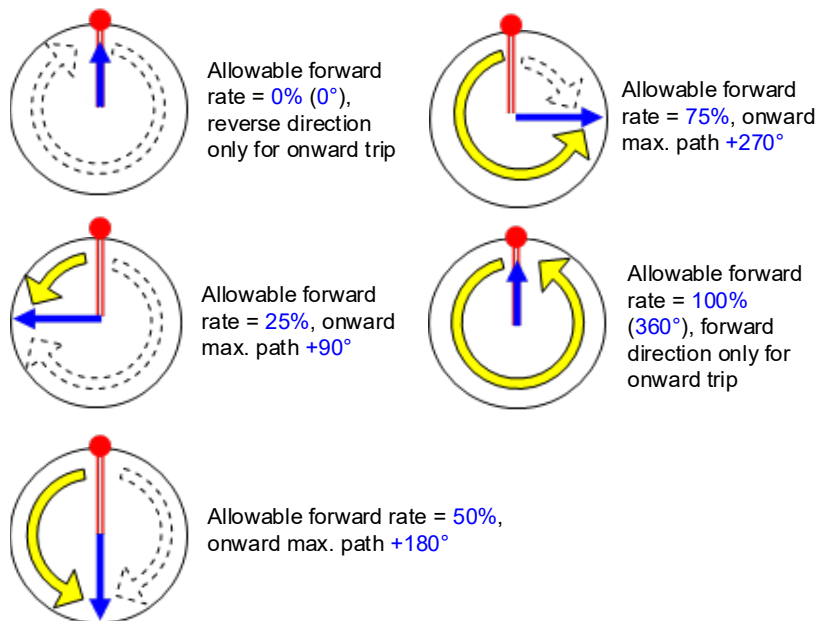 Allowable forward
rate = 0% (0°),
reverse direction
only for onward trip
Allowable forward
rate = 75%, onward
max. path +270°
Allowable forward
rate = 25%, onward
max. path +90°
Allowable forward
rate = 100%
(360°), forward
direction only for
onward trip
Allowable forward rate = 50%,
onward max. path +180°